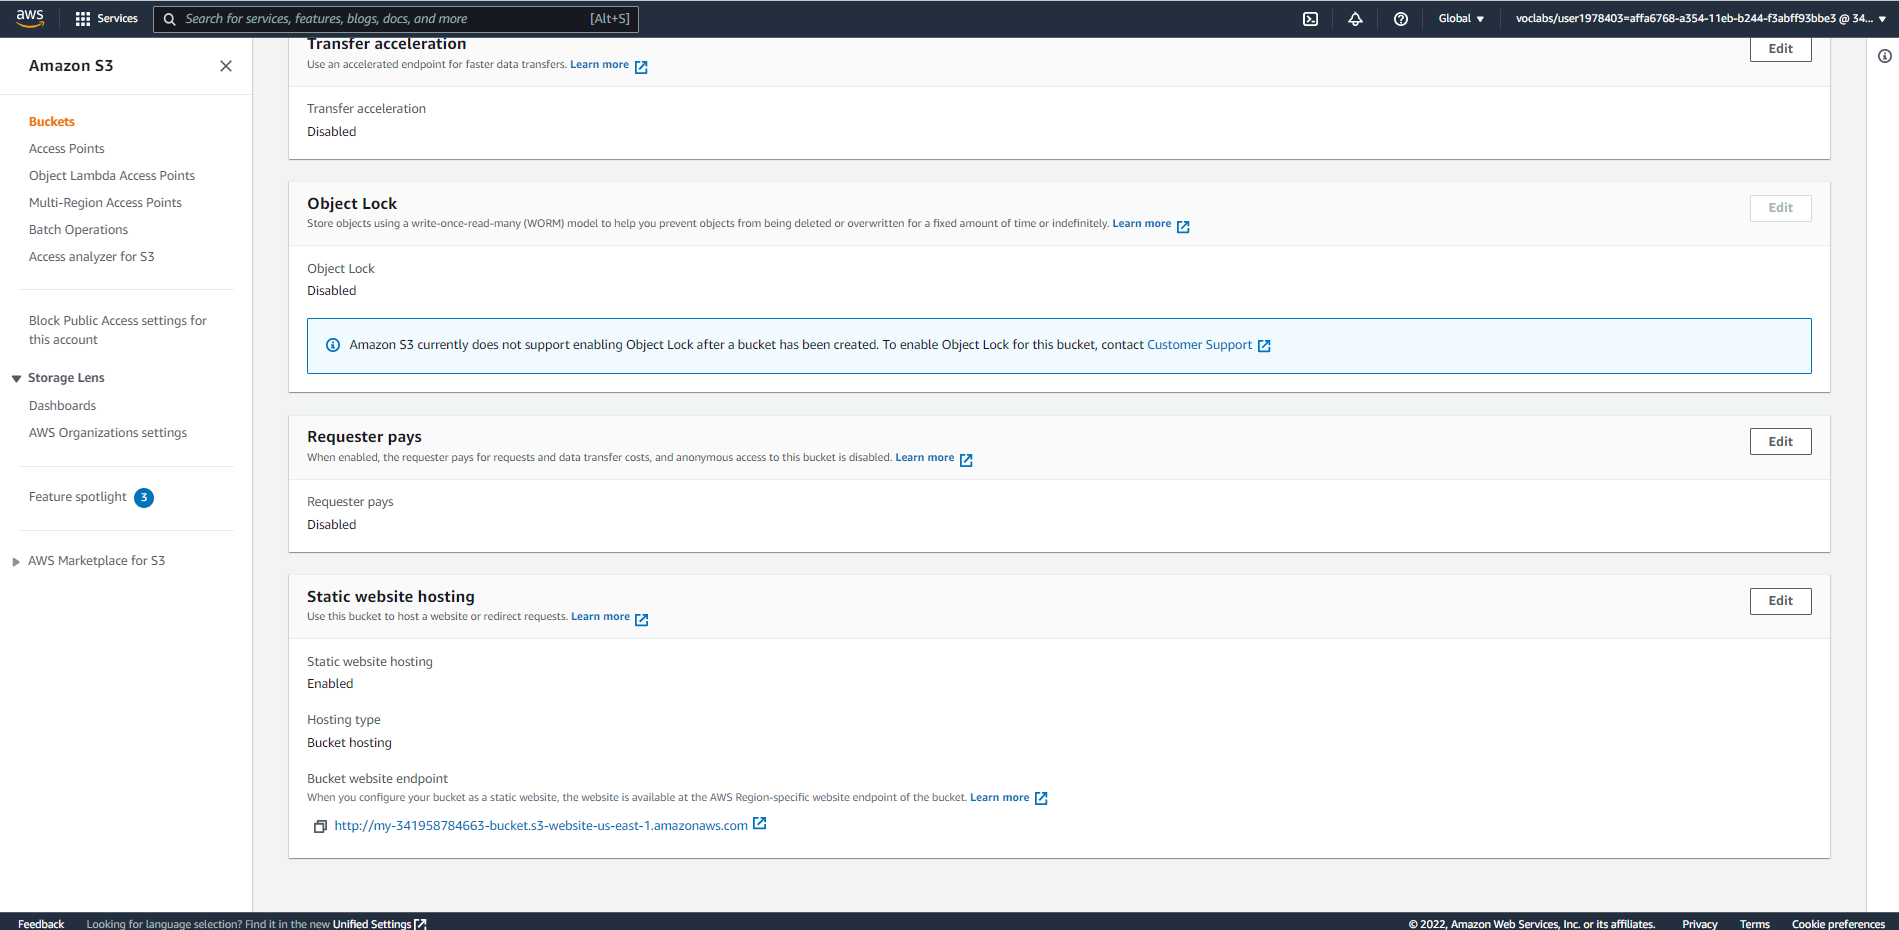 aws
Services
Search for services, features, blogs, docs, and more
[Alt+S]
Global
voclabs/user1978403=affa6768-a354-11eb-b244-f3abff93bbe3 @ 34...
Amazon S3
Buckets
Access Points
Object Lambda Access Points
Multi-Region Access Points
Batch Operations
Access analyzer for S3
Block Public Access settings for
this account
Storage Lens
Dashboards
AWS Organizations settings
Feature spotlight 3
AWS Marketplace for S3
Transfer acceleration
Edit
Use an accelerated endpoint for faster data transfers. Learn more
Transfer acceleration
Disabled
Object Lock
Edit
Store objects using a write-once-read-many (WORM) model to help you prevent objects from being deleted or overwritten for a fixed amount of time or indefinitely. Learn more
Object Lock
Disabled
Amazon S3 currently does not support enabling Object Lock after a bucket has been created. To enable Object Lock for this bucket, contact Customer Support
Requester pays
Edit
When enabled, the requester pays for requests and data transfer costs, and anonymous access to this bucket is disabled. Learn more
Requester pays
Disabled
Static website hosting
Edit
Use this bucket to host a website or redirect requests. Learn more
Static website hosting
Enabled
Hosting type
Bucket hosting
Bucket website endpoint
When you configure your bucket as a static website, the website is available at the AWS Region-specific website endpoint of the bucket. Learn more
http://my-341958784663-bucket.s3-website-us-east-1.amazonaws.com
Feedback
Looking for language selection? Find it in the new Unified Settings
© 2022, Amazon Web Services, Inc. or its affiliates.
Privacy
Terms
Cookie preferences